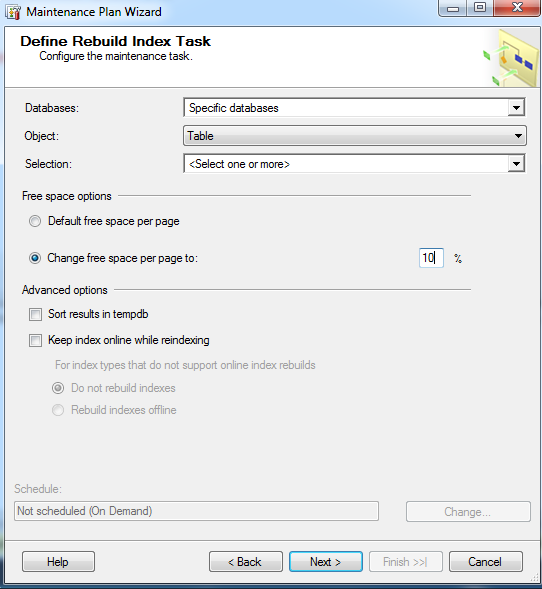 Maintenance Plan Wizard
Define Rebuild Index Task
Configure the maintenance task.
Databases: Specific databases
Object: Table
Selection: <Select one or more>
Free space options
Default free space per page
Change free space per page to: 10 %
Advanced options
Sort results in tempdb
Keep index online while reindexing
For index types that do not support online index rebuilds
Do not rebuild indexes
Rebuild indexes offline
Schedule:
Not scheduled (On Demand) Change...
Help < Back Next > Finish >>| Cancel